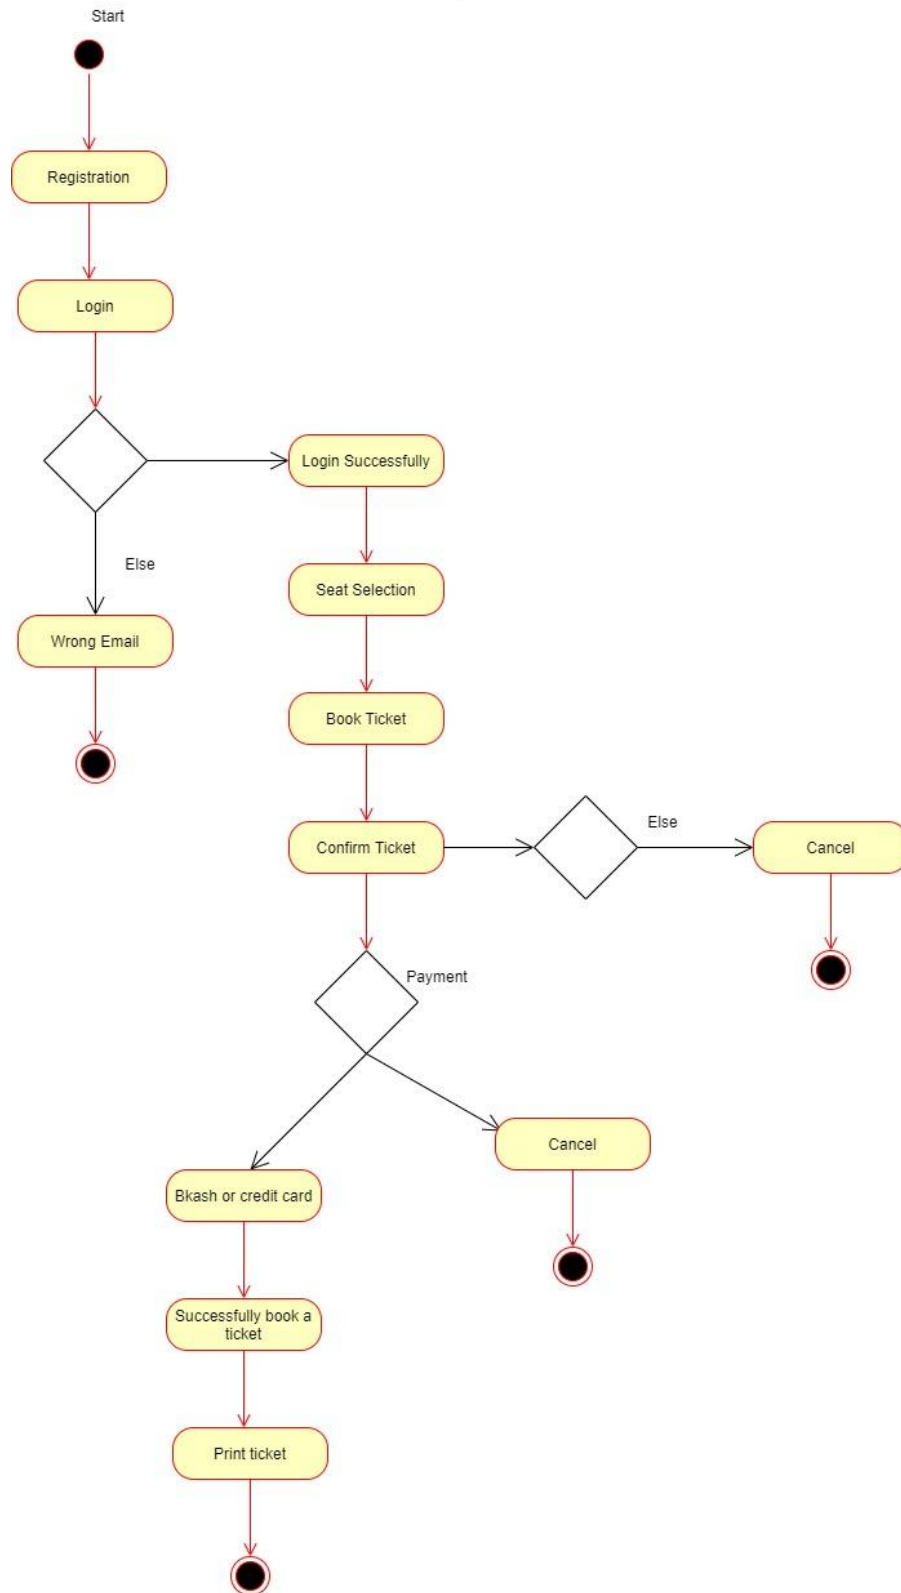 Start
Registration
Login
Login Successfully
Else
Seat Selection
Wrong Email
Book Ticket
Confirm Ticket
Else
Cancel
Payment
Cancel
Bkash or credit card
Successfully book a
ticket
Print ticket